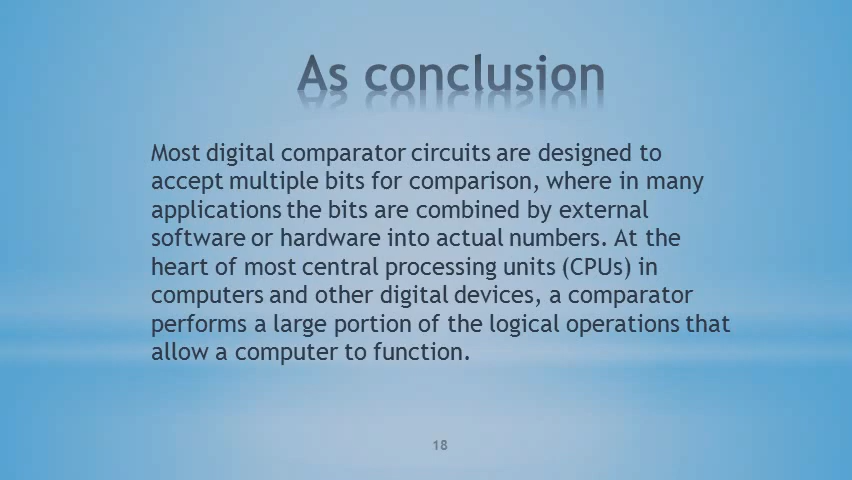 As conclusion
Most digital comparator circuits are designed to
accept multiple bits for comparison, where in many
applications the bits are combined by external
software or hardware into actual numbers. At the
heart of most central processing units (CPUs) in
computers and other digital devices, a comparator
performs a large portion of the logical operations that
allow a computer to function.
18